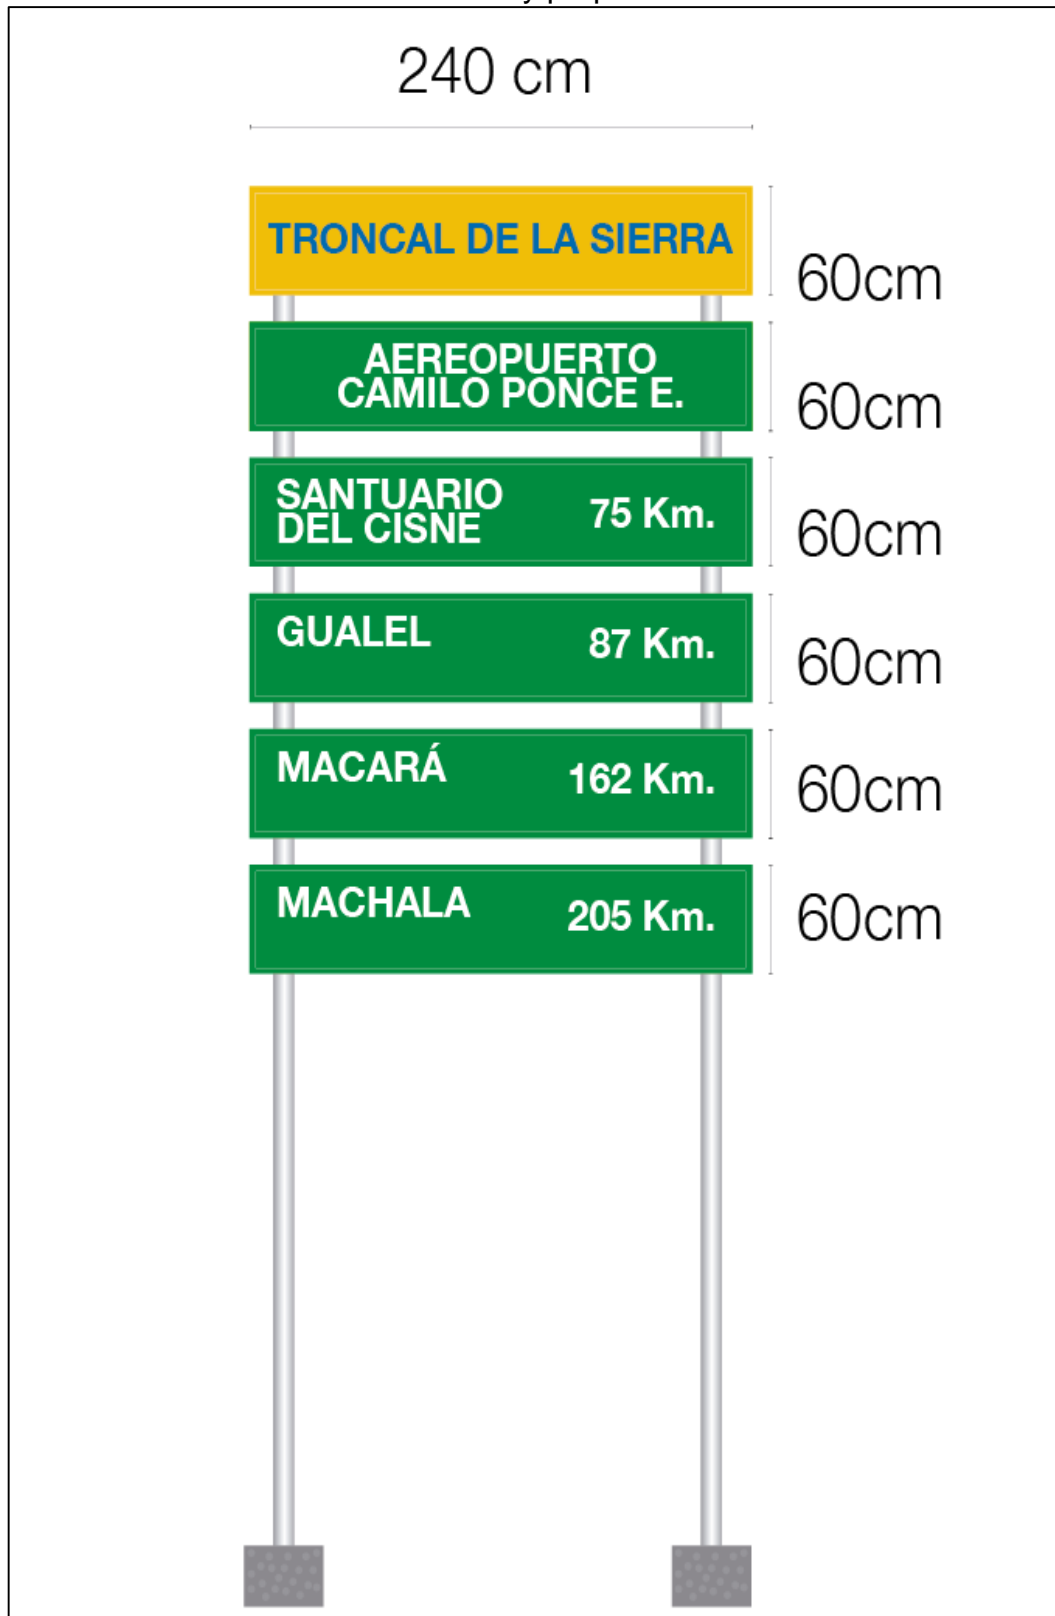 240 cm
TRONCAL DE LA SIERRA
60cm
AEREOPUERTO
CAMILO PONCE E.
60cm
SANTUARIO
DEL CISNE
75 Km.
60cm
GUALEL
87 Km.
60cm
MACARÁ
162 Km.
60cm
MACHALA
205 Km.
60cm